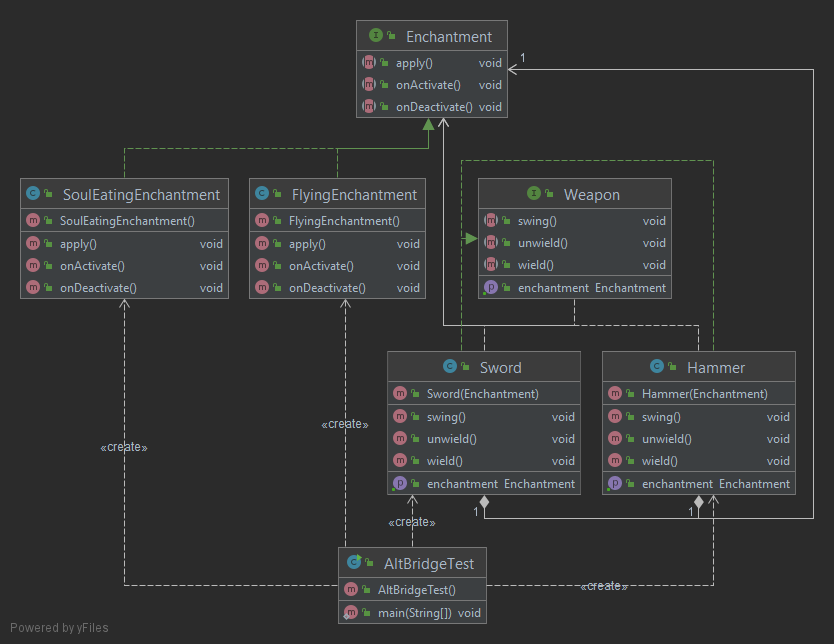 Enchantment
apply() void
onActivate() void
onDeactivate() void
1
SoulEatingEnchantment
SoulEatingEnchantment()
apply() void
onActivate() void
onDeactivate() void
FlyingEnchantment
FlyingEnchantment()
apply() void
onActivate() void
onDeactivate() void
Weapon
swing() void
unwield() void
wield() void
enchantment Enchantment
Sword
Sword(Enchantment)
swing() void
unwield() void
wield() void
enchantment Enchantment
Hammer
Hammer(Enchantment)
swing() void
unwield() void
wield() void
enchantment Enchantment
«create»
«create»
1
1
«create»
AltBridgeTest
AltBridgeTest()
main(String[]) void
«create»
Powered by yFiles